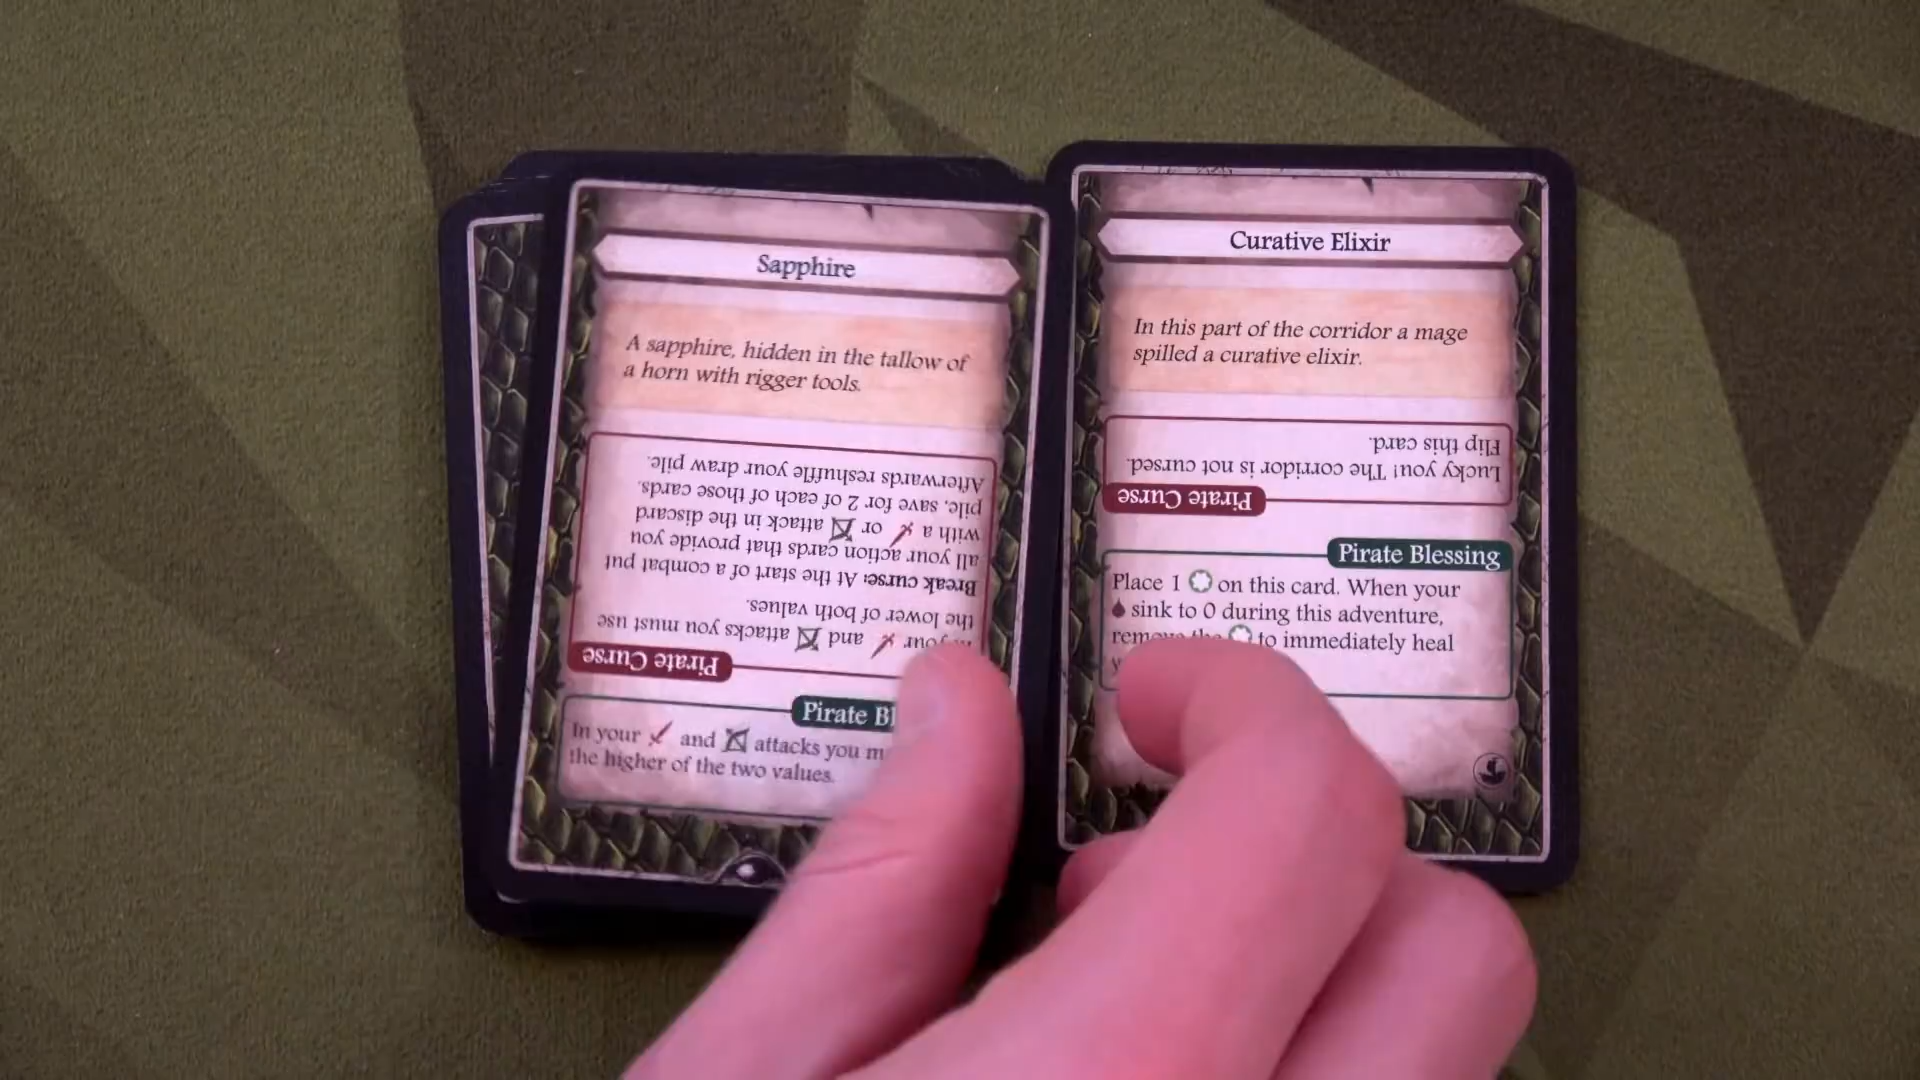 Sapphire
A sapphire, hidden in the tallow of
a horn with rigger tools.
Pirate Curse
your and attacks you must use
the lower of both values.
Break curse: At the start of a combat put
all your action cards that provide you
with a or attack in the discard
pile, save for 2 of each of those cards.
Afterwards reshuffle your draw pile.
Pirate Bl
In your and attacks you m
the higher of the two values.
Curative Elixir
In this part of the corridor a mage
spilled a curative elixir.
Pirate Curse
Lucky you! The corridor is not cursed.
Flip this card.
Pirate Blessing
Place 1 on this card. When your
sink to 0 during this adventure,
remove the to immediately heal